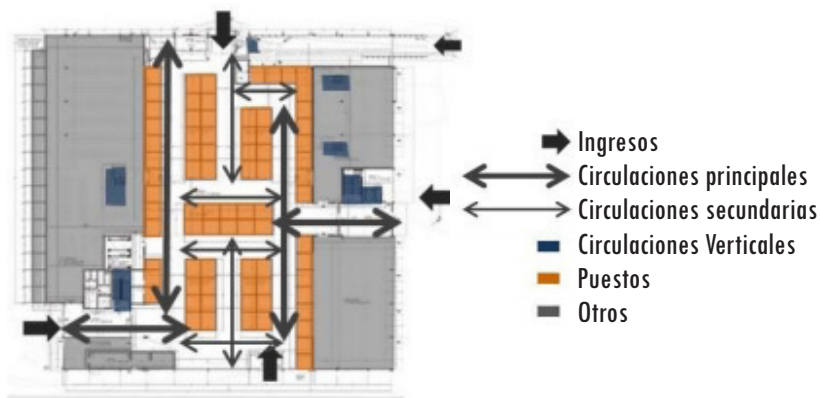 Ingresos
Circulaciones principales
Circulaciones secundarias
Circulaciones Verticales
Puestos
Otros